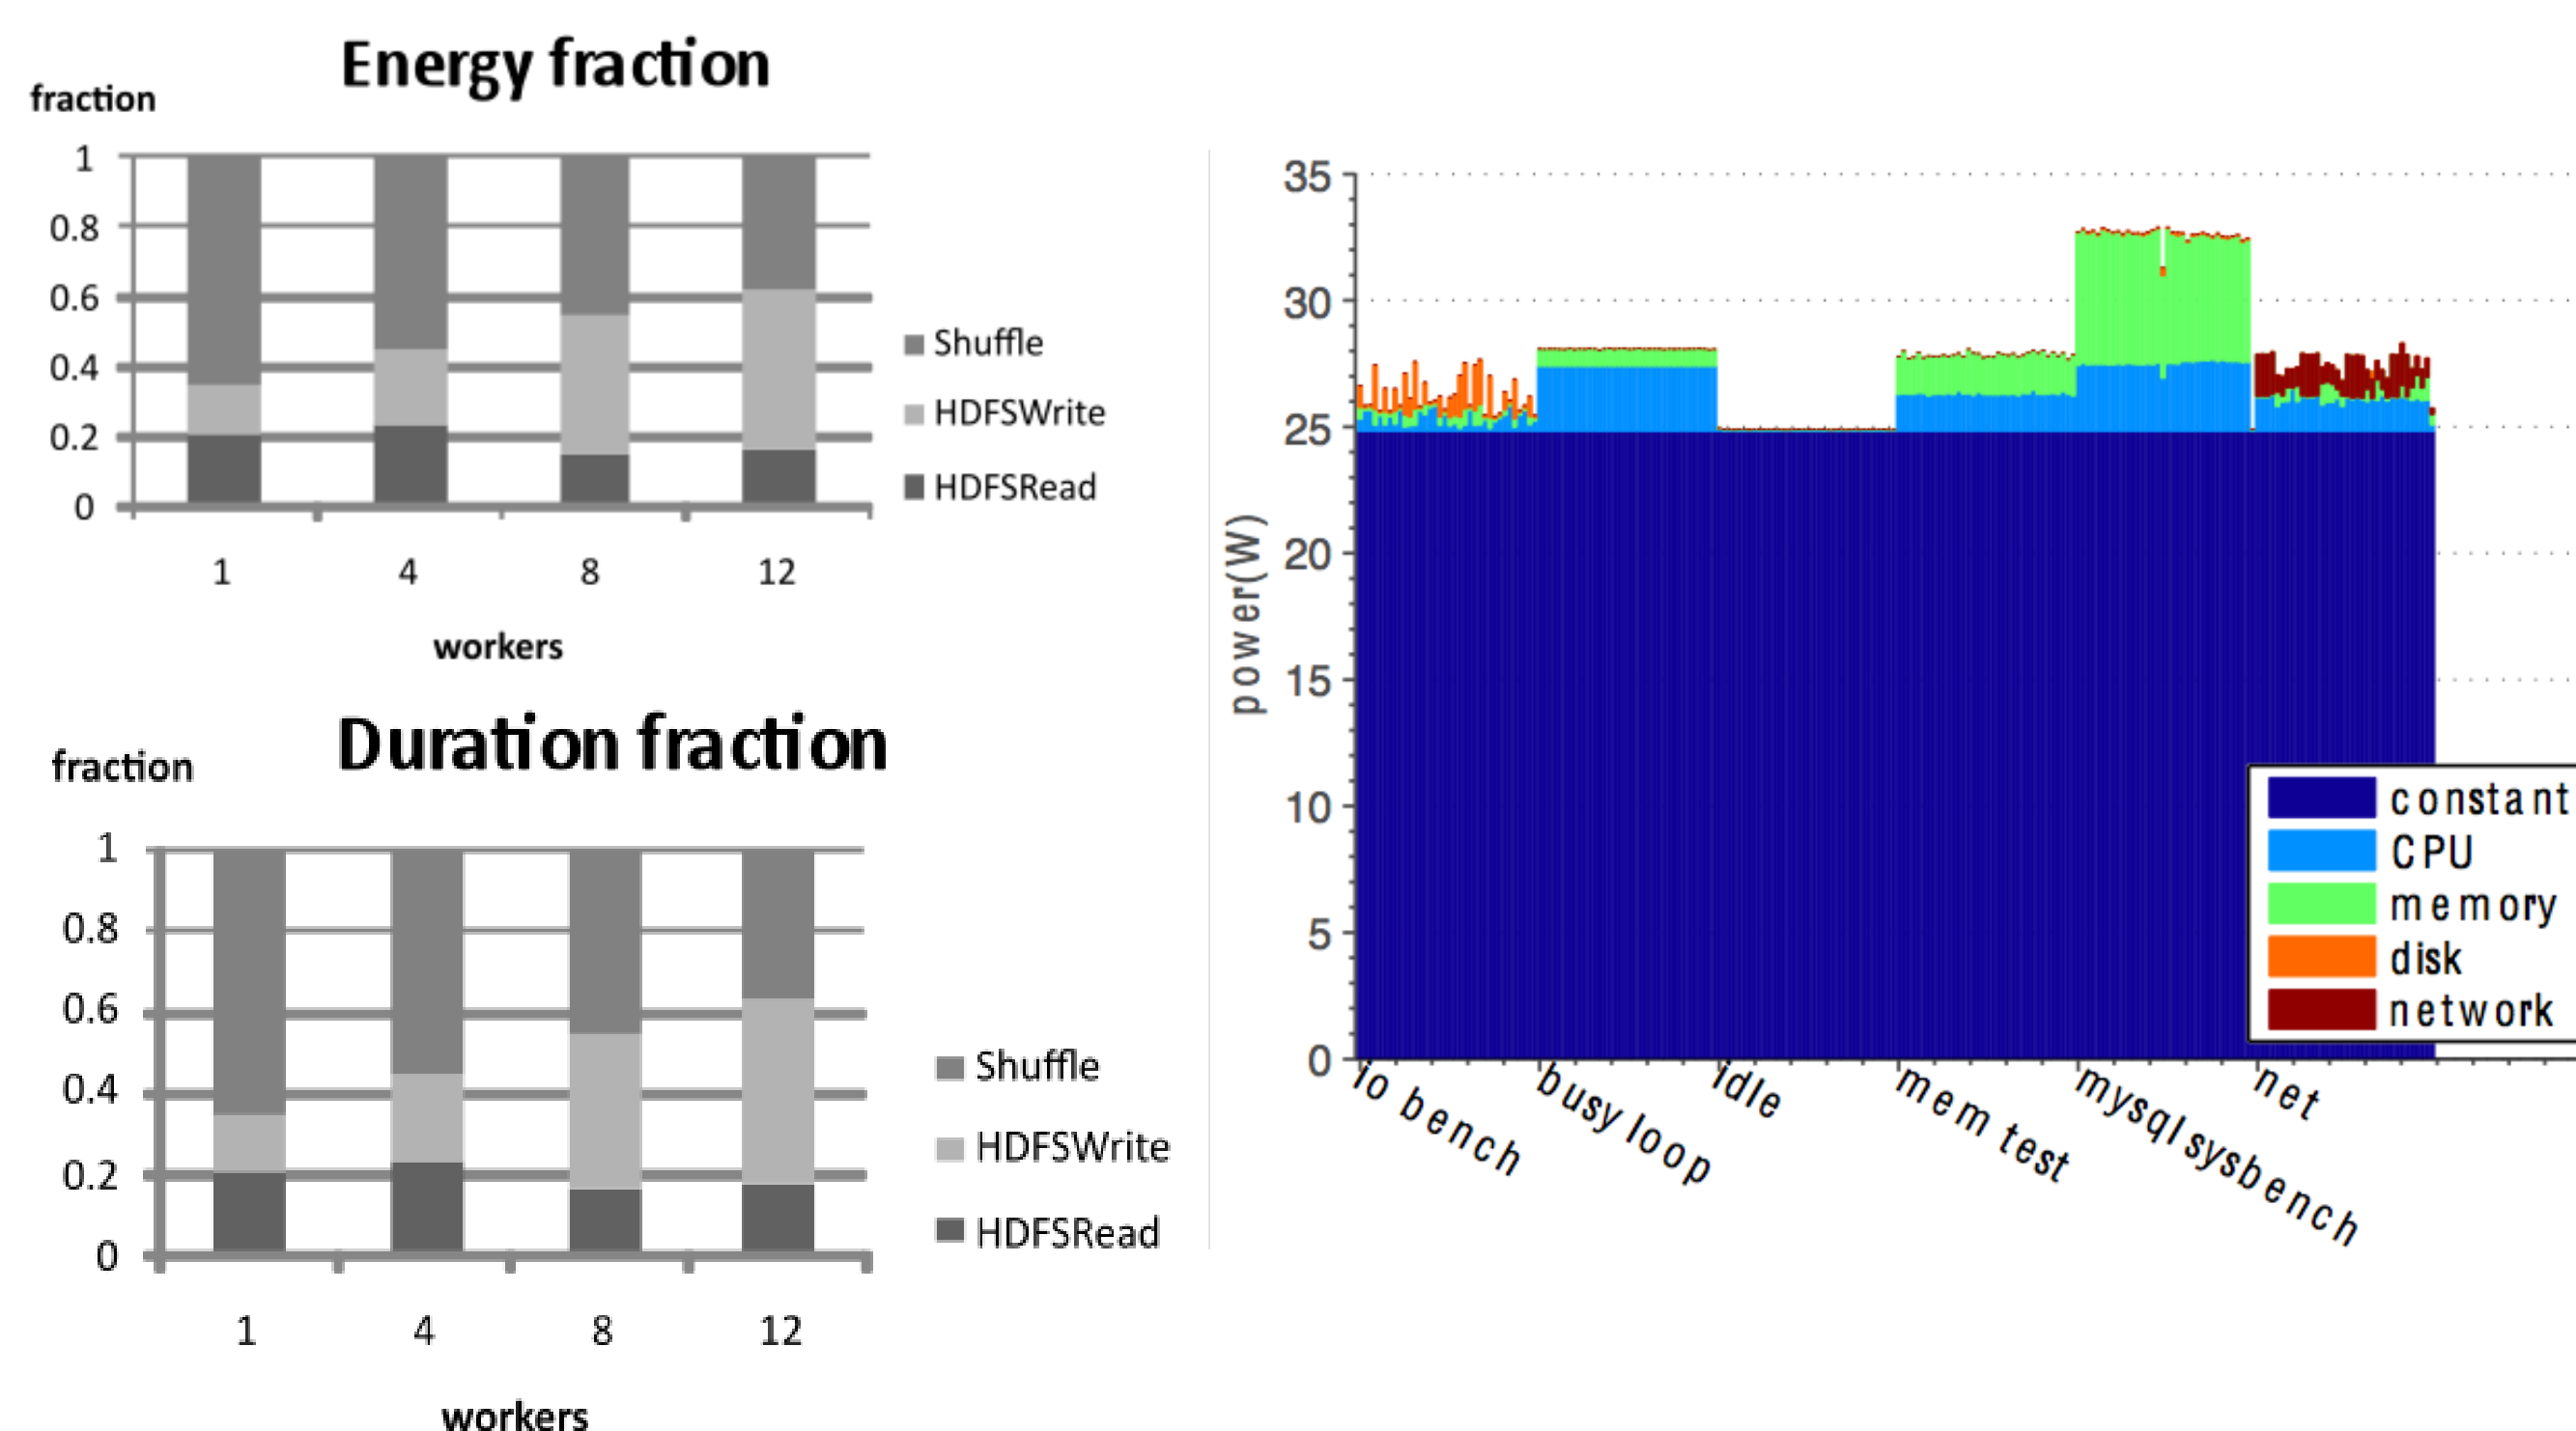 Energy fraction
fraction
1
0.8
0.6
0.4
0.2
0
1 4 8 12
workers
Shuffle
HDFSWrite
HDFSRead
Duration fraction
fraction
1
0.8
0.6
0.4
0.2
0
1 4 8 12
workers
Shuffle
HDFSWrite
HDFSRead
35
30
25
20
15
10
5
0
power(W)
io bench
busy loop
idle
mem test
mysql sysbench
net
constant
CPU
memory
disk
network